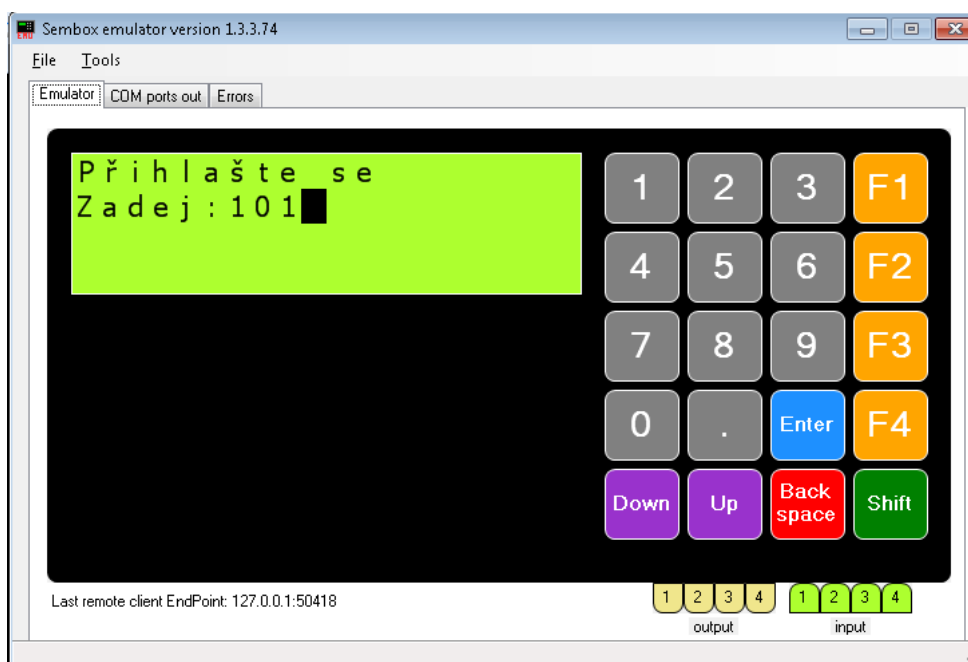 Sembox emulator version 1.3.3.74
File Tools
Emulator COM ports out Errors
Přihlašte se
Zadej:101
1 2 3 F1
4 5 6 F2
7 8 9 F3
0 . Enter F4
Down Up Back space Shift
Last remote client EndPoint: 127.0.0.1:50418
1 2 3 4 1 2 3 4
output input